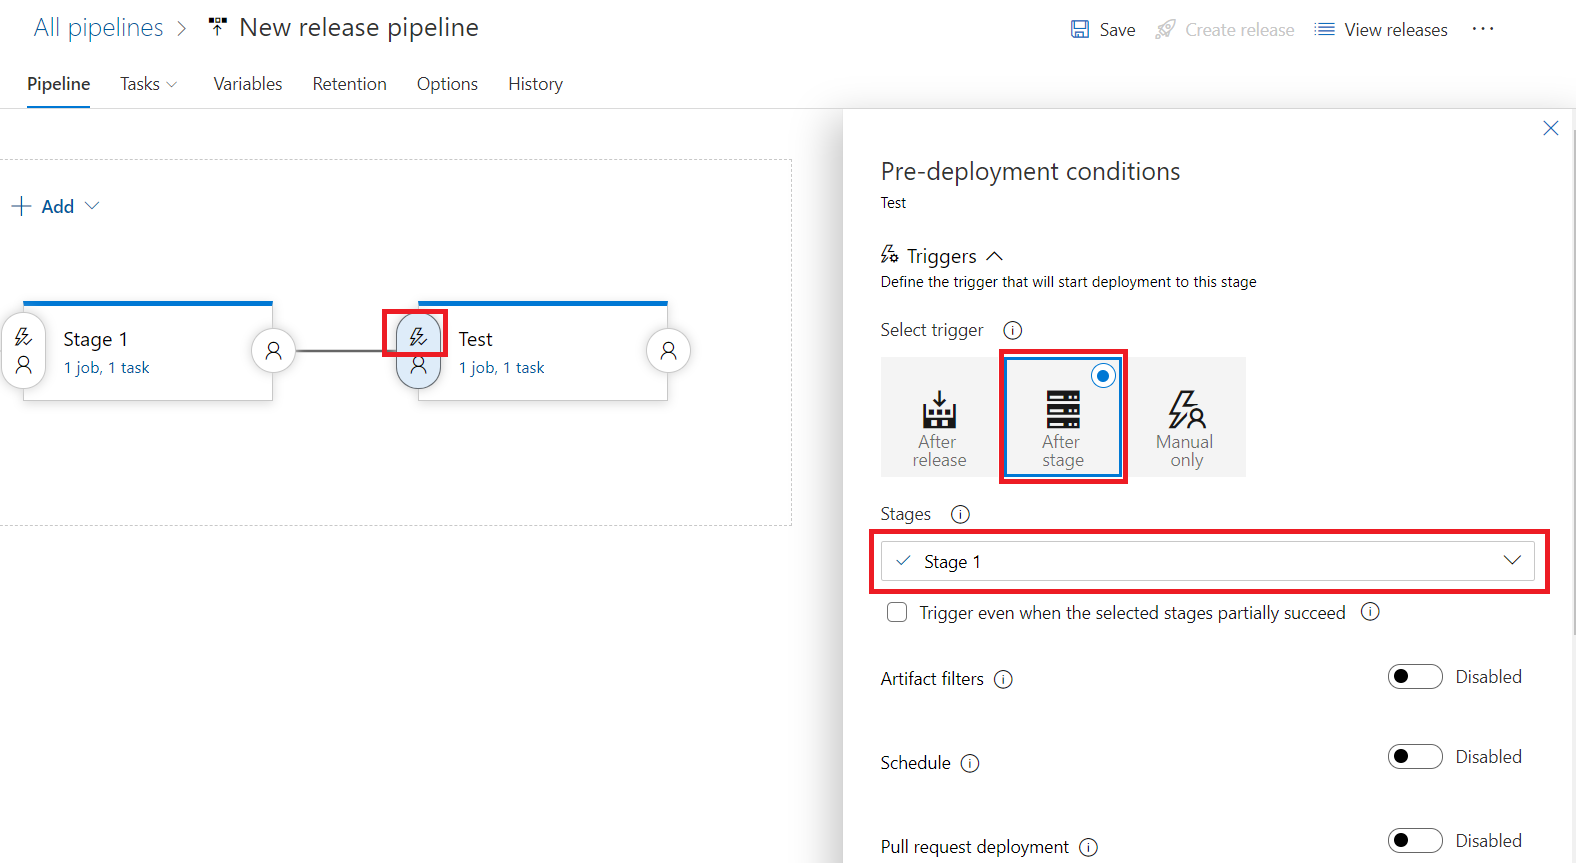 All pipelines > New release pipeline
Save Create release View releases ...
Pipeline Tasks Variables Retention Options History
+ Add
Stage 1
1 job, 1 task
Test
1 job, 1 task
Pre-deployment conditions
Test
Triggers
Define the trigger that will start deployment to this stage
Select trigger
After
release
After
stage
Manual
only
Stages
Stage 1
Trigger even when the selected stages partially succeed
Artifact filters Disabled
Schedule Disabled
Pull request deployment Disabled